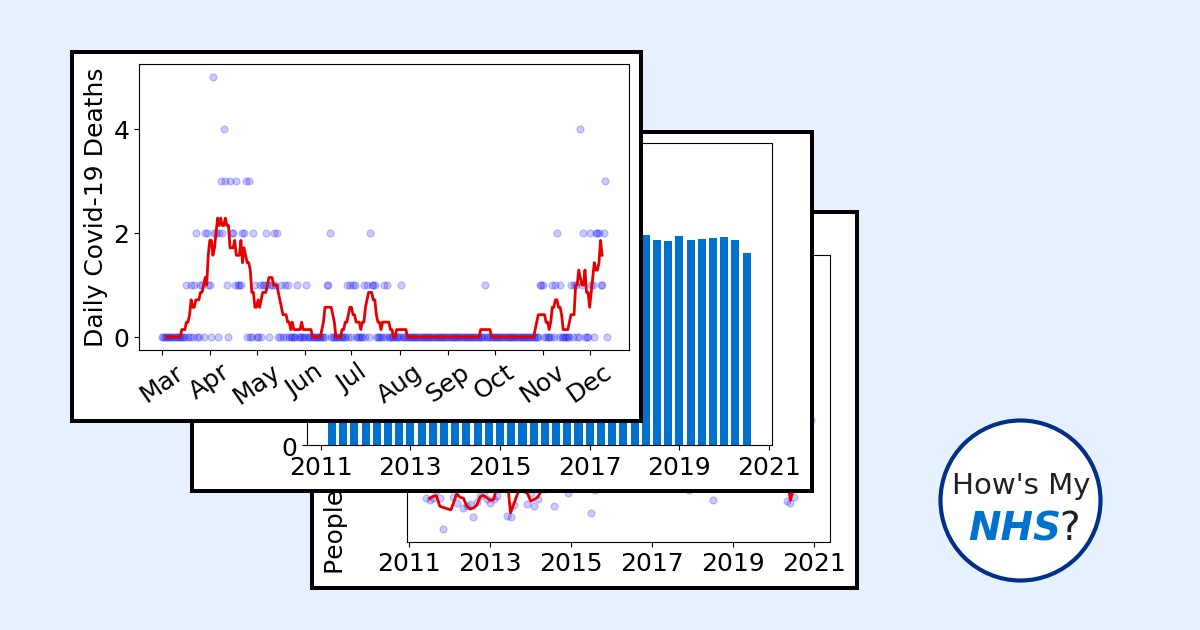 Daily Covid-19 Deaths
4
2
0
Mar Apr May Jun Jul Aug Sep Oct Nov Dec
0
2011 2013 2015 2017 2019 2021
People
2011 2013 2015 2017 2019 2021
How's My
NHS?